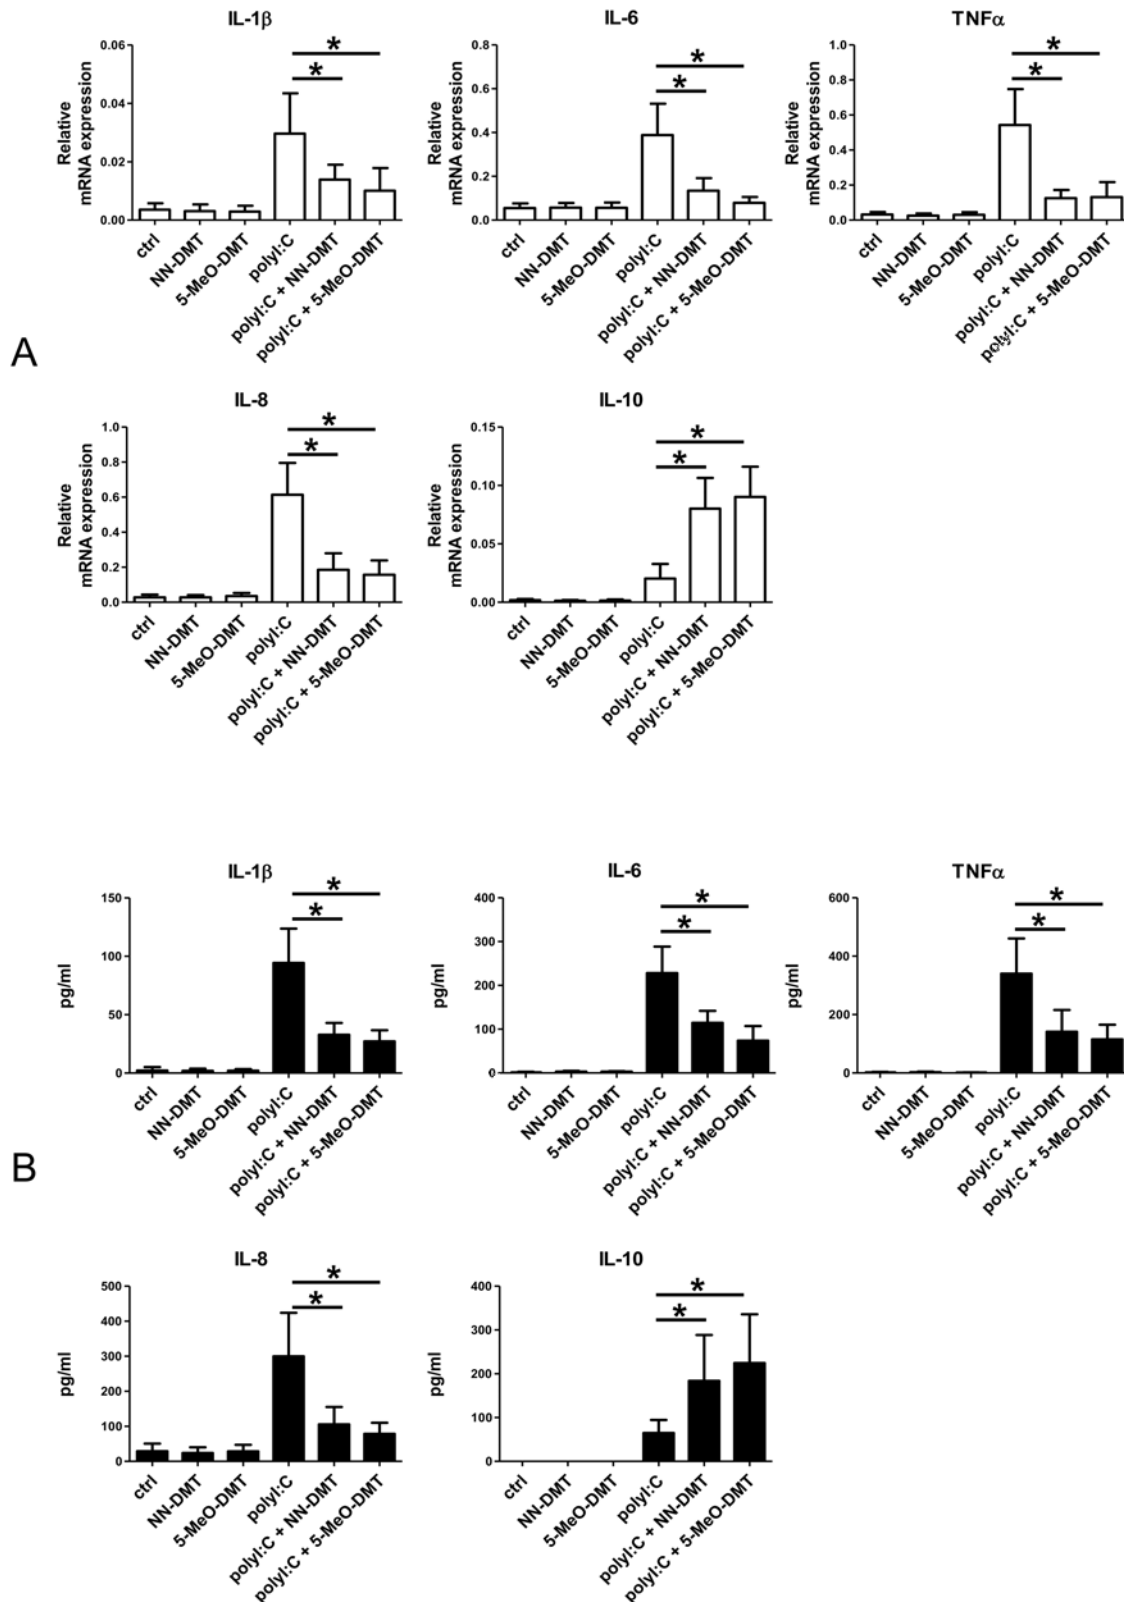 IL-1β
Relative
mRNA expression
0.06
0.04
0.02
0.00
*
*
ctrl
NN-DMT
5-MeO-DMT
polyI:C
polyI:C + NN-DMT
polyI:C + 5-MeO-DMT
IL-6
Relative
mRNA expression
0.8
0.6
0.4
0.2
0.0
*
*
ctrl
NN-DMT
5-MeO-DMT
polyI:C
polyI:C + NN-DMT
polyI:C + 5-MeO-DMT
TNFα
Relative
mRNA expression
1.0
0.8
0.6
0.4
0.2
0.0
*
*
ctrl
NN-DMT
5-MeO-DMT
polyI:C
polyI:C + NN-DMT
polyI:C + 5-MeO-DMT
A
IL-8
Relative
mRNA expression
1.0
0.8
0.6
0.4
0.2
0.0
*
*
ctrl
NN-DMT
5-MeO-DMT
polyI:C
polyI:C + NN-DMT
polyI:C + 5-MeO-DMT
IL-10
Relative
mRNA expression
0.15
0.10
0.05
0.00
*
*
ctrl
NN-DMT
5-MeO-DMT
polyI:C
polyI:C + NN-DMT
polyI:C + 5-MeO-DMT
IL-1β
pg/ml
150
100
50
0
*
*
ctrl
NN-DMT
5-MeO-DMT
polyI:C
polyI:C + NN-DMT
polyI:C + 5-MeO-DMT
IL-6
pg/ml
400
300
200
100
0
*
*
ctrl
NN-DMT
5-MeO-DMT
polyI:C
polyI:C + NN-DMT
polyI:C + 5-MeO-DMT
TNFα
pg/ml
600
400
200
0
*
*
ctrl
NN-DMT
5-MeO-DMT
polyI:C
polyI:C + NN-DMT
polyI:C + 5-MeO-DMT
B
IL-8
pg/ml
500
400
300
200
100
0
*
*
ctrl
NN-DMT
5-MeO-DMT
polyI:C
polyI:C + NN-DMT
polyI:C + 5-MeO-DMT
IL-10
pg/ml
400
300
200
100
0
*
*
ctrl
NN-DMT
5-MeO-DMT
polyI:C
polyI:C + NN-DMT
polyI:C + 5-MeO-DMT